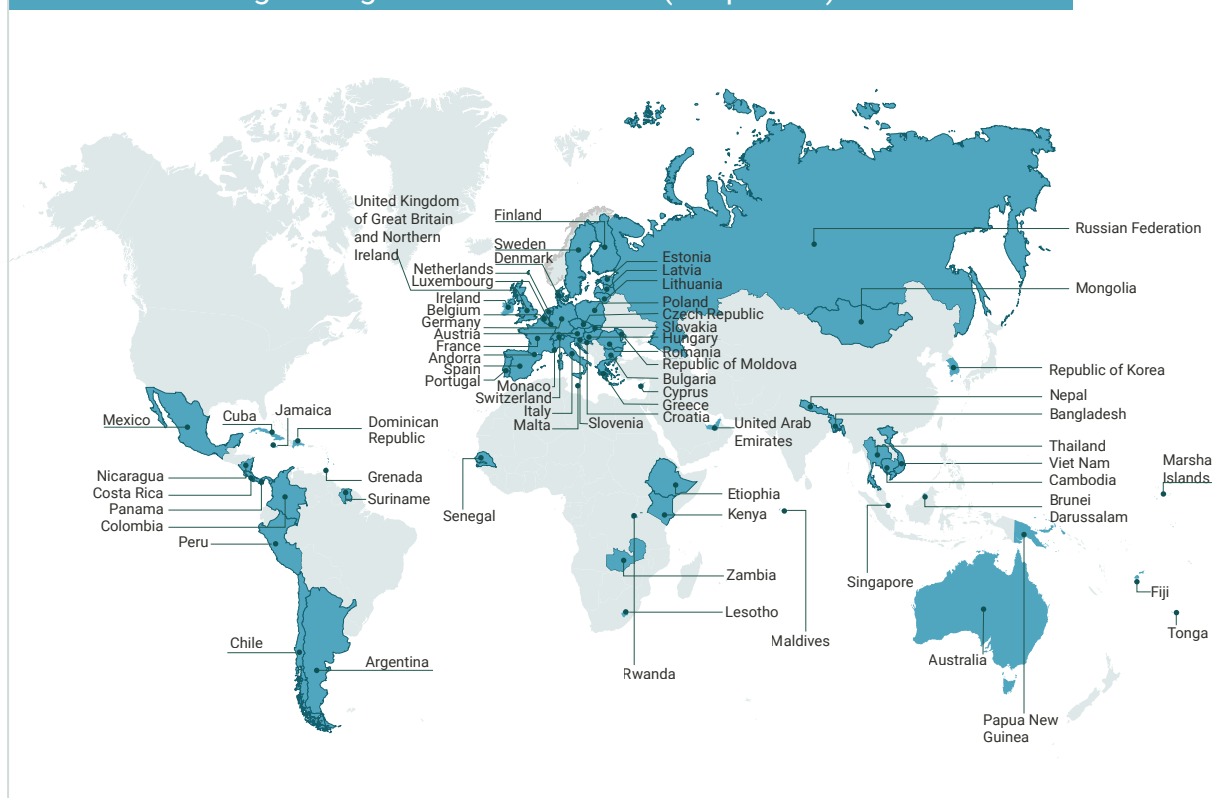 United Kingdom
of Great Britain
and Northern
Ireland
Finland
Sweden
Denmark
Netherlands
Luxembourg
Ireland
Belgium
Germany
Austria
France
Andorra
Spain
Portugal
Monaco
Switzerland
Italy
Malta
Slovenia
Estonia
Latvia
Lithuania
Poland
Czech Republic
Slovakia
Hungary
Romania
Republic of Moldova
Bulgaria
Cyprus
Greece
Croatia
Russian Federation
Mongolia
Republic of Korea
Nepal
Bangladesh
Thailand
Viet Nam
Cambodia
Brunei
Darussalam
Marsha
Islands
United Arab
Emirates
Mexico
Cuba
Jamaica
Dominican
Republic
Nicaragua
Costa Rica
Panama
Colombia
Peru
Grenada
Suriname
Senegal
Etiophia
Kenya
Zambia
Lesotho
Maldives
Rwanda
Singapore
Fiji
Tonga
Chile
Argentina
Australia
Papua New
Guinea